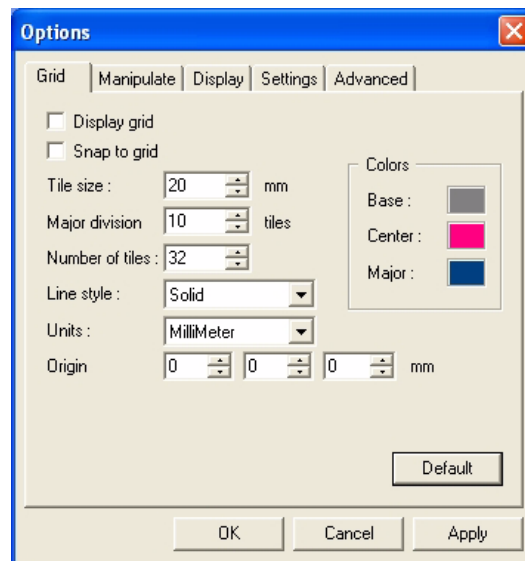 Options
Grid Manipulate Display Settings Advanced
Display grid
Snap to grid
Tile size : 20 mm
Major division 10 tiles
Number of tiles : 32
Line style : Solid
Units : MilliMeter
Origin 0 0 0 mm
Colors
Base :
Center :
Major :
Default
OK Cancel Apply